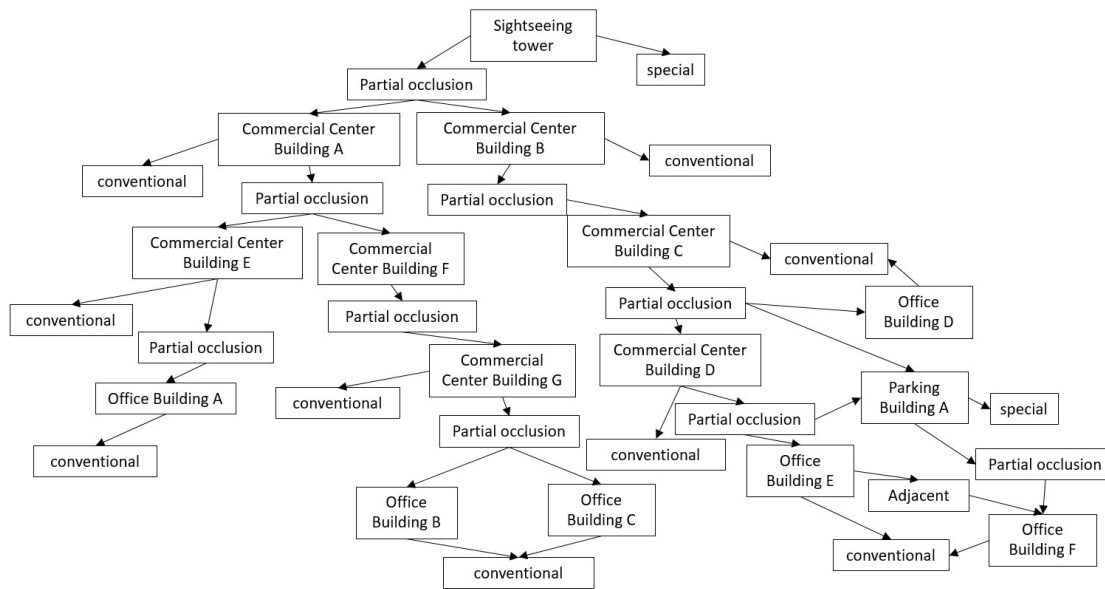 Sightseeing
tower
special
Partial occlusion
Commercial Center
Building A
Commercial Center
Building B
conventional
conventional
Partial occlusion
Partial occlusion
Commercial Center
Building E
Commercial
Center Building F
Commercial Center
Building C
conventional
conventional
Partial occlusion
Partial occlusion
Office
Building D
Partial occlusion
Commercial Center
Building G
Commercial Center
Building D
Office Building A
conventional
Parking
Building A
special
Partial occlusion
Partial occlusion
conventional
conventional
Office
Building E
Partial occlusion
Adjacent
Office
Building B
Office
Building C
Office
Building F
conventional
conventional